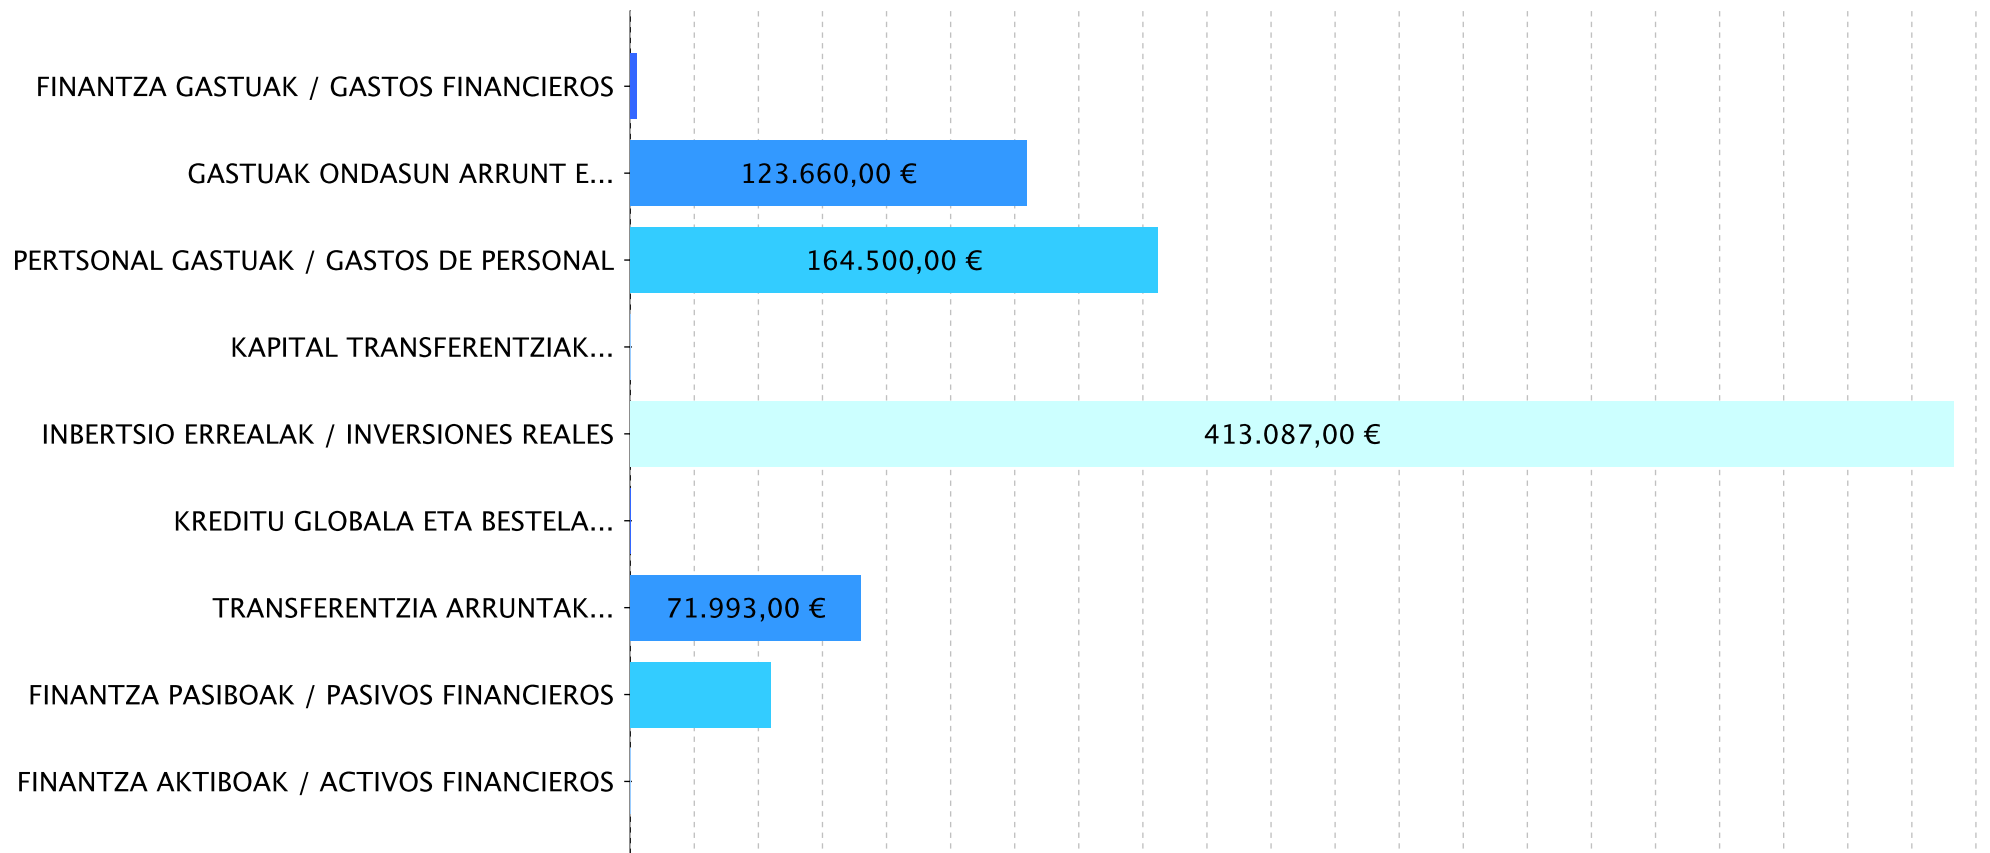 FINANTZA GASTUAK / GASTOS FINANCIEROS
GASTUAK ONDASUN ARRUNT E...
123.660,00 €
PERTSONAL GASTUAK / GASTOS DE PERSONAL
164.500,00 €
KAPITAL TRANSFERENTZIAK...
INBERTSIO ERREALAK / INVERSIONES REALES
413.087,00 €
KREDITU GLOBALA ETA BESTELA...
TRANSFERENTZIA ARRUNTAK...
71.993,00 €
FINANTZA PASIBOAK / PASIVOS FINANCIEROS
FINANTZA AKTIBOAK / ACTIVOS FINANCIEROS